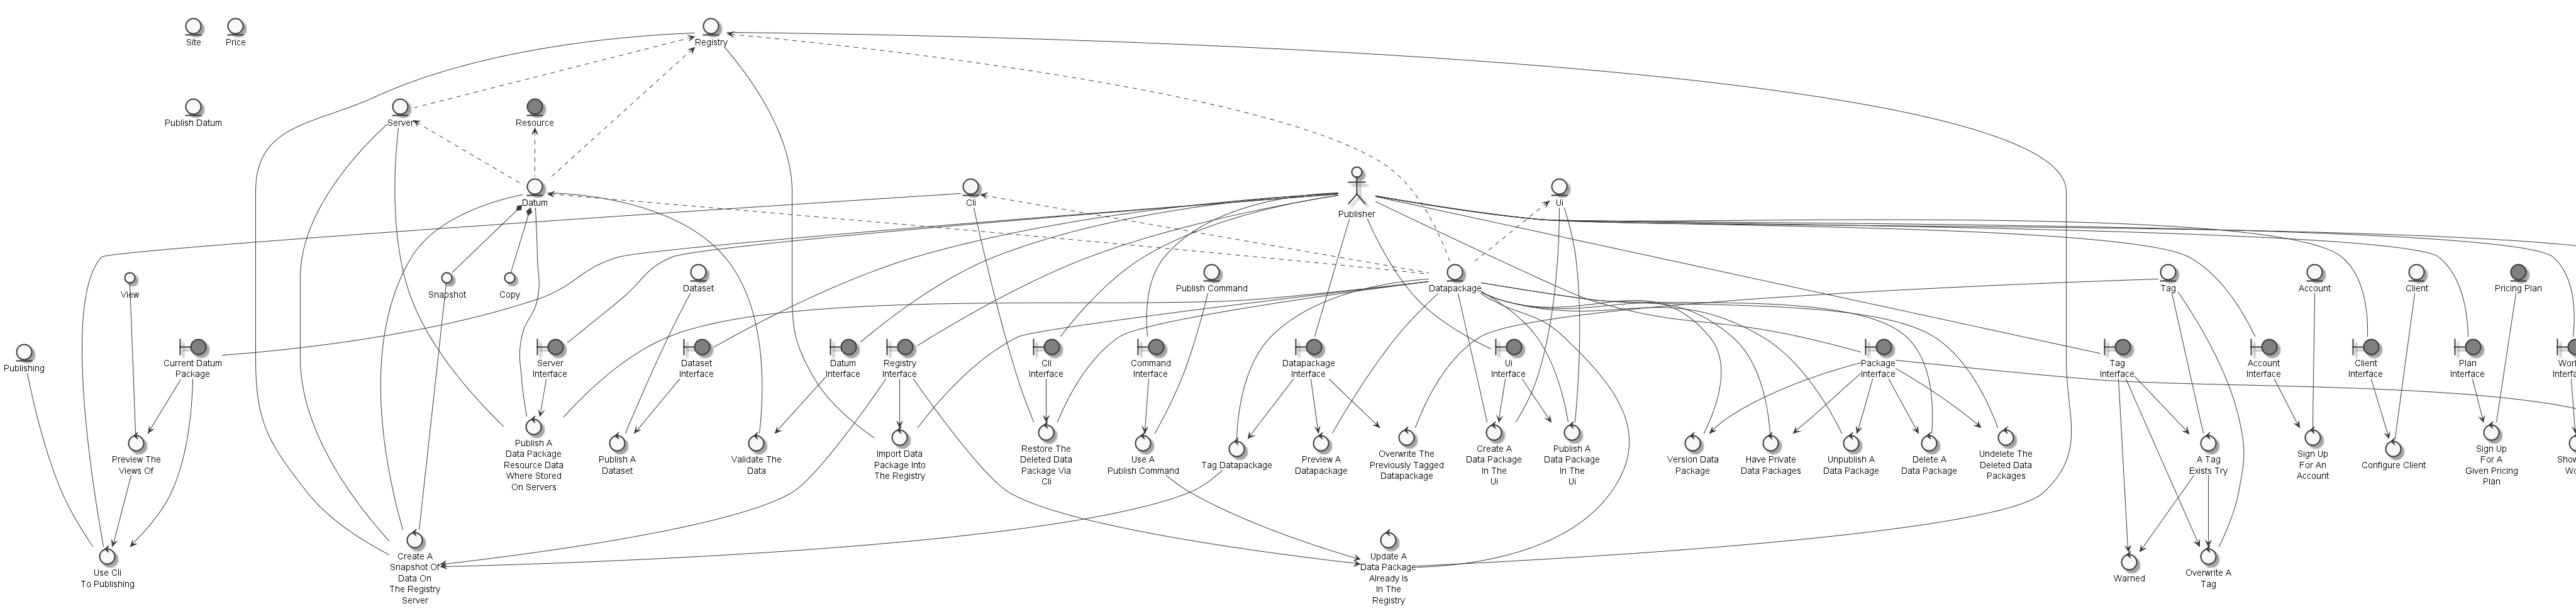 Site
Price
Registry
Publish Datum
Server
Resource
Datum
Cli
Publisher
Ui
View
Snapshot
Copy
Dataset
Publish Command
Datapackage
Tag
Account
Client
Pricing Plan
Publishing
Current Datum
Package
Server
Interface
Dataset
Interface
Datum
Interface
Registry
Interface
Cli
Interface
Command
Interface
Datapackage
Interface
Ui
Interface
Package
Interface
Tag
Interface
Account
Interface
Client
Interface
Plan
Interface
Preview The
Views Of
Publish A
Data Package
Resource Data
Where Stored
On Servers
Publish A
Dataset
Validate The
Data
Import Data
Package Into
The Registry
Restore The
Deleted Data
Package Via
Cli
Use A
Publish Command
Tag Datapackage
Preview A
Datapackage
Overwrite The
Previously Tagged
Datapackage
Create A
Data Package
In The
Ui
Publish A
Data Package
In The
Ui
Version Data
Package
Have Private
Data Packages
Unpublish A
Data Package
Delete A
Data Package
Undelete The
Deleted Data
Packages
A Tag
Exists Try
Sign Up
For An
Account
Configure Client
Sign Up
For A
Given Pricing
Plan
Use Cli
To Publishing
Create A
Snapshot Of
Data On
The Registry
Server
Update A
Data Package
Already Is
In The
Registry
Warned
Overwrite A
Tag